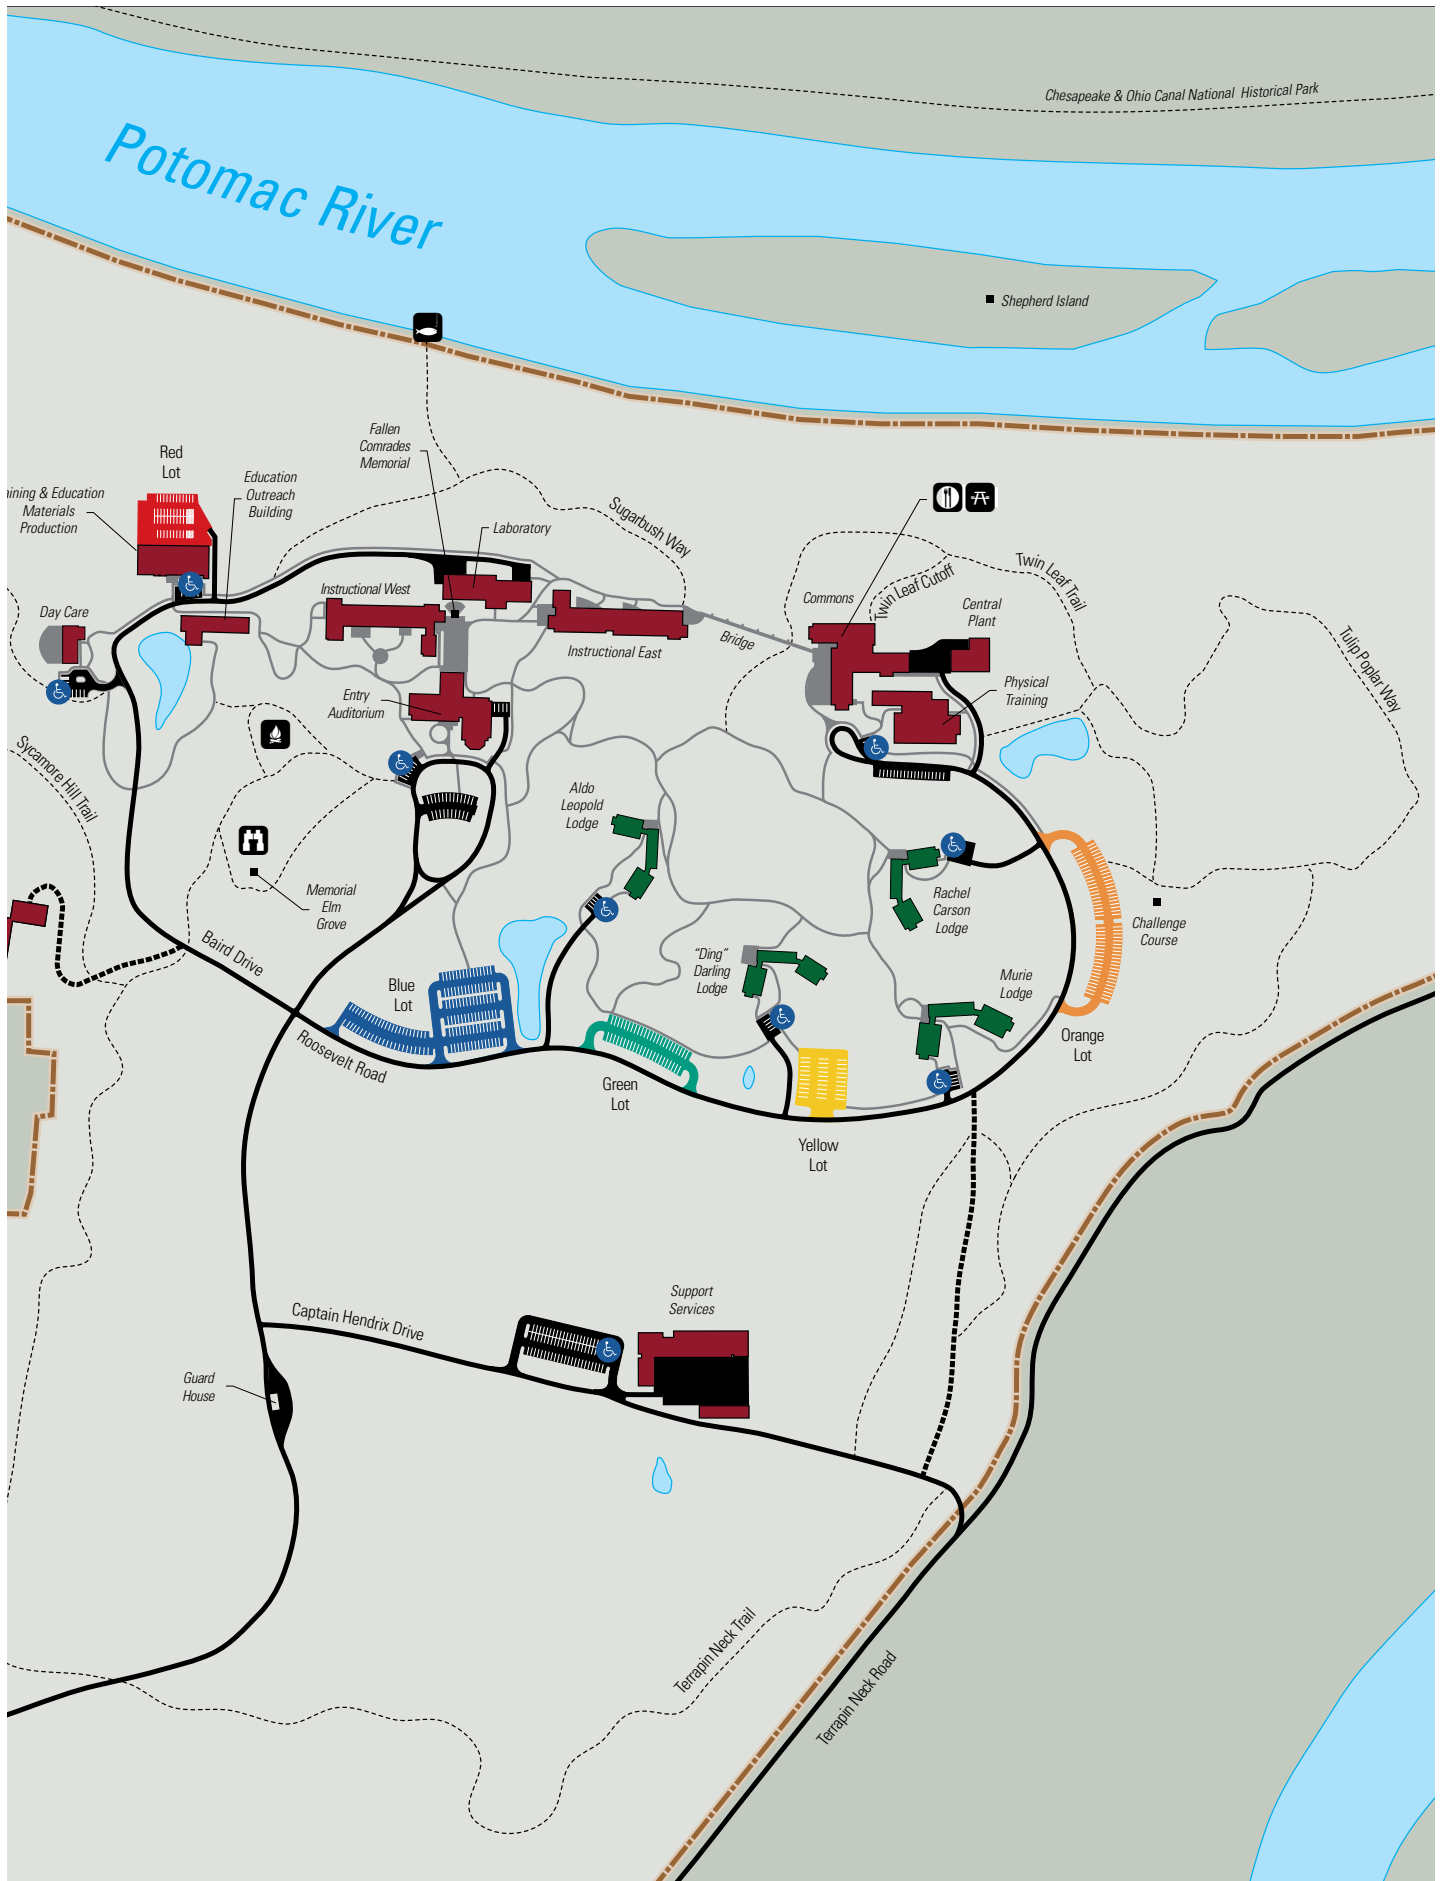 Chesapeake & Ohio Canal National Historical Park
Potomac River
Shepherd Island
Fallen
Comrades
Memorial
Red
Lot
Education
Outreach
Building
& Education
Materials
Production
Laboratory
Sugarbush Way
Twin Leaf Trail
Twin Leaf Cutoff
Instructional West
Commons
Central
Plant
Day Care
Bridge
Instructional East
Tulip Poplar Way
Entry
Auditorium
Physical
Training
Sycamore Hill Trail
Aldo
Leopold
Lodge
Memorial
Elm
Grove
Rachel
Carson
Lodge
Challenge
Course
Baird Drive
"Ding"
Darling
Lodge
Murie
Lodge
Blue
Lot
Roosevelt Road
Orange
Lot
Green
Lot
Yellow
Lot
Support
Services
Captain Hendrix Drive
Guard
House
Terrapin Neck Trail
Terrapin Neck Road